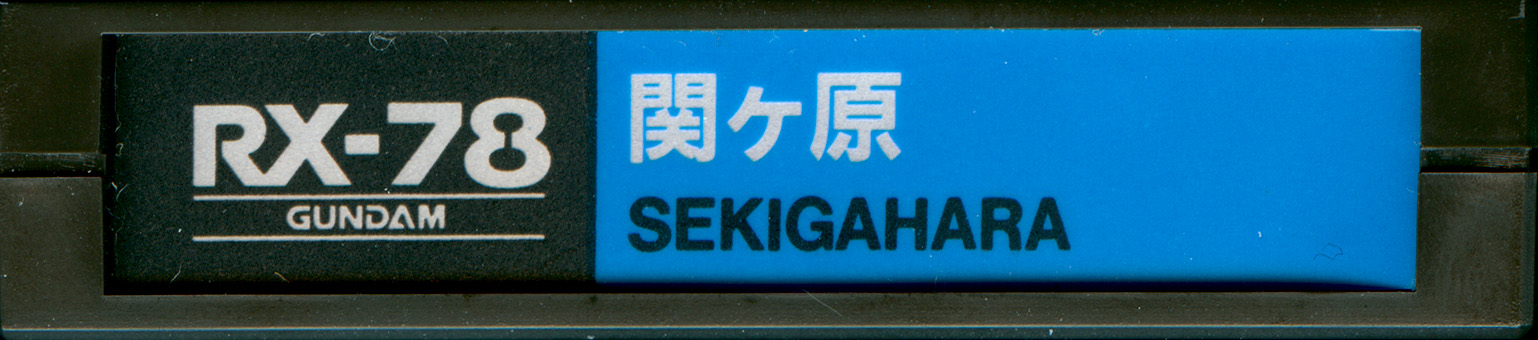 RX-78
GUNDAM
関ヶ原
SEKIGAHARA